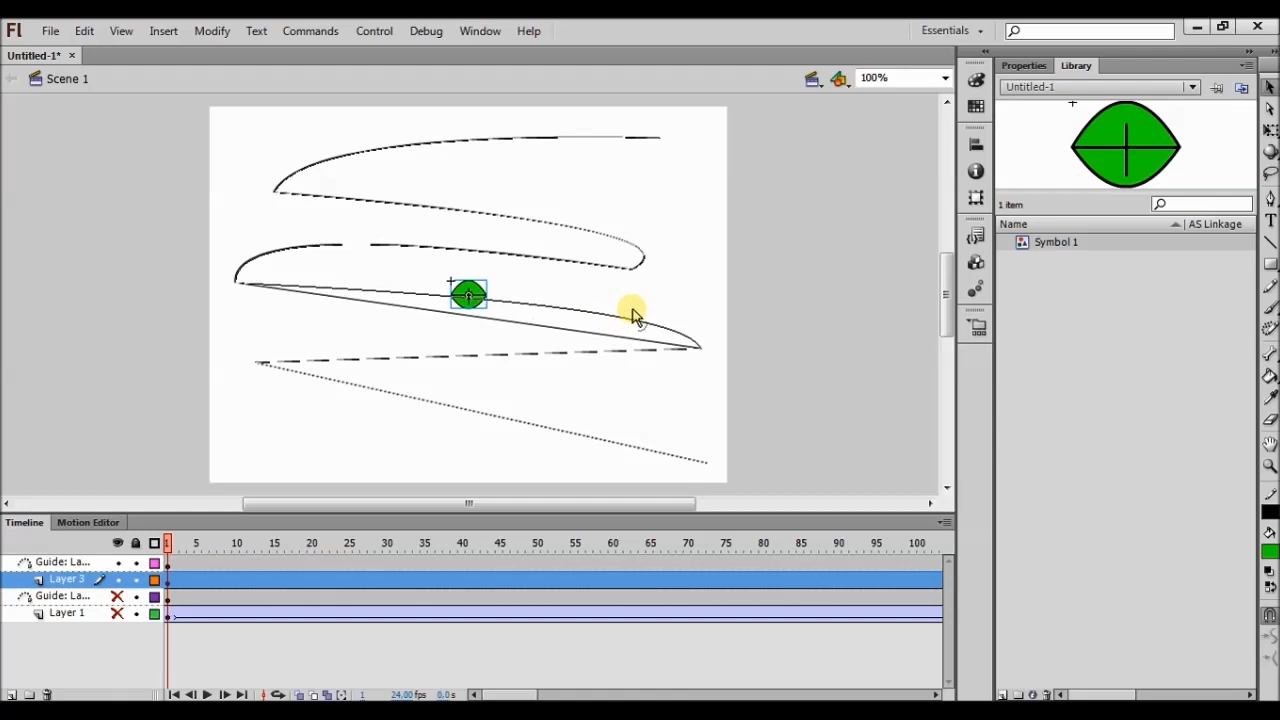 Fl File Edit View Insert Modify Text Commands Control Debug Window Help Essentials
Untitled-1* ×
Scene 1 100%
Properties Library
Untitled-1
1 item
Name AS Linkage
Symbol 1
Timeline Motion Editor
1 5 10 15 20 25 30 35 40 45 50 55 60 65 70 75 80 85 90 95 100
Guide: La...
Layer 3
Guide: La...
Layer 1
1 24.00 fps 0.0 s